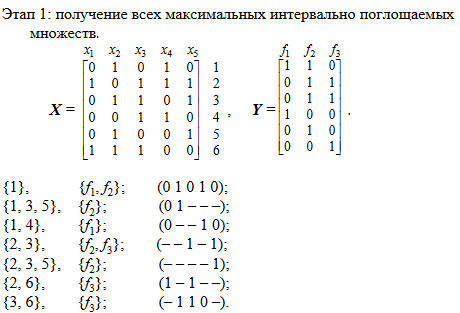 Этап 1: получение всех максимальных интервально поглощаемых
множеств.
x₁ x₂ x₃ x₄ x₅ f₁ f₂ f₃
0 1 0 1 0 1 1 1 0
1 0 1 1 1 2 0 1 1
0 1 1 0 1 3 0 1 1
X = 0 0 1 1 0 4 , Y = 1 0 0 .
0 1 0 0 1 5 0 1 0
1 1 1 0 0 6 0 0 1
{1}, {f₁, f₂}; (0 1 0 1 0);
{1, 3, 5}, {f₂}; (0 1 – – –);
{1, 4}, {f₁}; (0 – – 1 0);
{2, 3}, {f₂, f₃}; (– – 1 – 1);
{2, 3, 5}, {f₂}; (– – – – 1);
{2, 6}, {f₃}; (1 – 1 – –);
{3, 6}, {f₃}; (– 1 1 0 –).